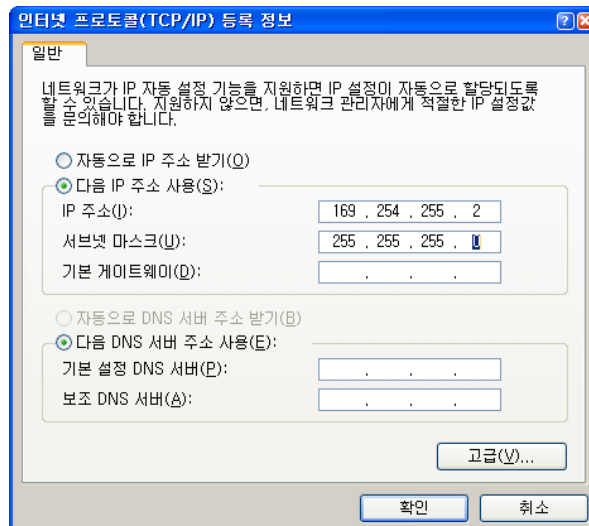 인터넷 프로토콜(TCP/IP) 등록 정보
일반
네트워크가 IP 자동 설정 기능을 지원하면 IP 설정이 자동으로 할당되도록
할 수 있습니다. 지원하지 않으면, 네트워크 관리자에게 적절한 IP 설정값
을 문의해야 합니다.
자동으로 IP 주소 받기(O)
다음 IP 주소 사용(S):
IP 주소(I): 169 . 254 . 255 . 2
서브넷 마스크(U): 255 . 255 . 255 . 0
기본 게이트웨이(D): . . .
자동으로 DNS 서버 주소 받기(B)
다음 DNS 서버 주소 사용(E):
기본 설정 DNS 서버(P): . . .
보조 DNS 서버(A): . . .
고급(V)...
확인 취소